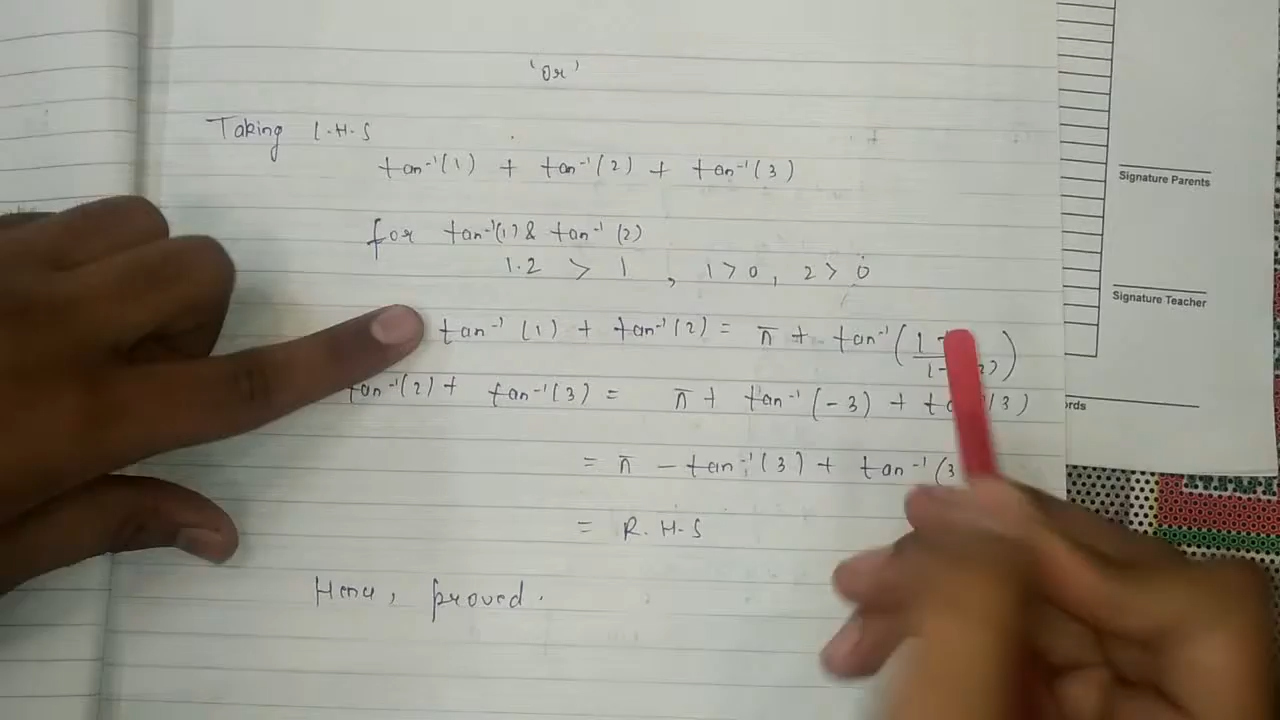 'or'
Taking L.H.S
tan⁻¹(1) + tan⁻¹(2) + tan⁻¹(3)
for tan⁻¹(1) & tan⁻¹(2)
1.2 > 1 , 1 > 0, 2 > 0
tan⁻¹(1) + tan⁻¹(2) = π + tan⁻¹(
tan⁻¹(2) + tan⁻¹(3) = π + tan⁻¹(-3) +
= π - tan⁻¹(3) + tan⁻¹(3
= R.H.S
Hence, proved.
Signature Parents
Signature Teacher